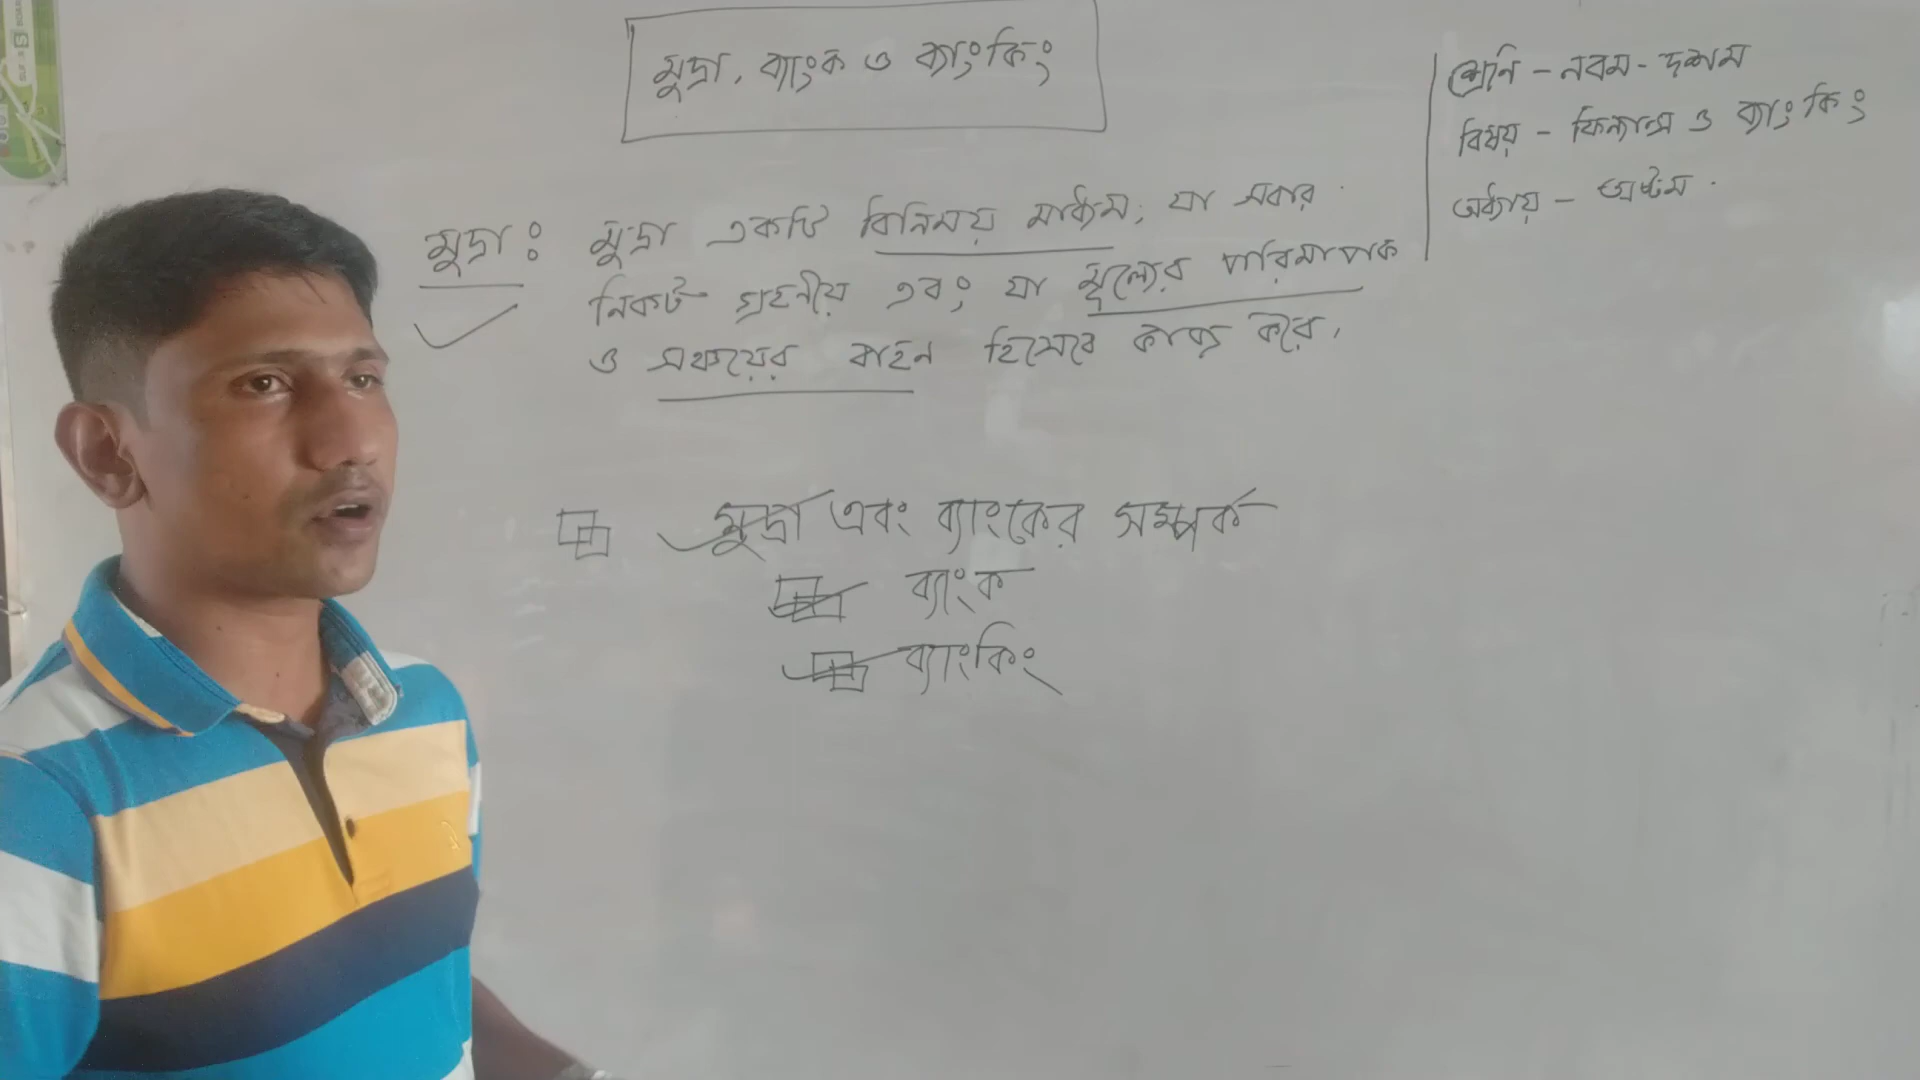 মুদ্রা, ব্যাংক ও ব্যাংকিং
শ্রেণি - নবম - দশম
বিষয় - ফিন্যান্স ও ব্যাংকিং
অধ্যায় - অষ্টম
মুদ্রা : মুদ্রা একটি বিনিময় মাধ্যম, যা সবার
নিকট গ্রহনীয় এবং যা মূল্যের পরিমাপক
ও সঞ্চয়ের বাহন হিসেবে কাজ করে,
মুদ্রা এবং ব্যাংকের সম্পর্ক
ব্যাংক
ব্যাংকিং